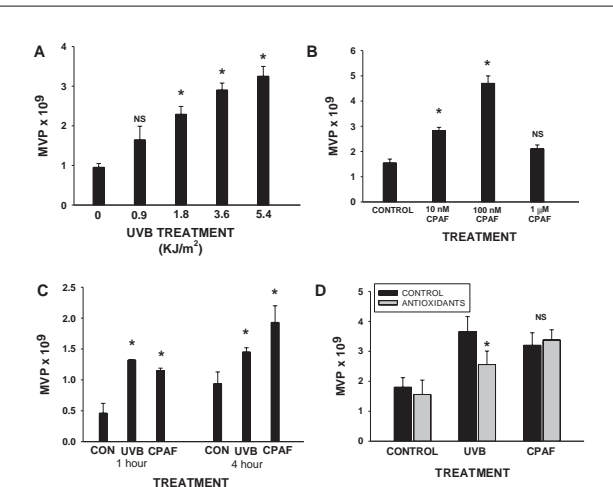 A
MVP x 10⁹
4
3
2
1
0
*
*
*
NS
0 0.9 1.8 3.6 5.4
UVB TREATMENT
(KJ/m²)
B
MVP x 10⁹
6
5
4
3
2
1
0
*
*
NS
CONTROL 10 nM 100 nM 1 µM
CPAF CPAF CPAF
TREATMENT
C
MVP x 10⁹
2.5
2.0
1.5
1.0
0.5
0.0
* * * *
CON UVB CPAF CON UVB CPAF
1 hour 4 hour
TREATMENT
D
MVP x 10⁹
5
4
3
2
1
0
CONTROL
ANTIOXIDANTS
*
NS
CONTROL UVB CPAF
TREATMENT